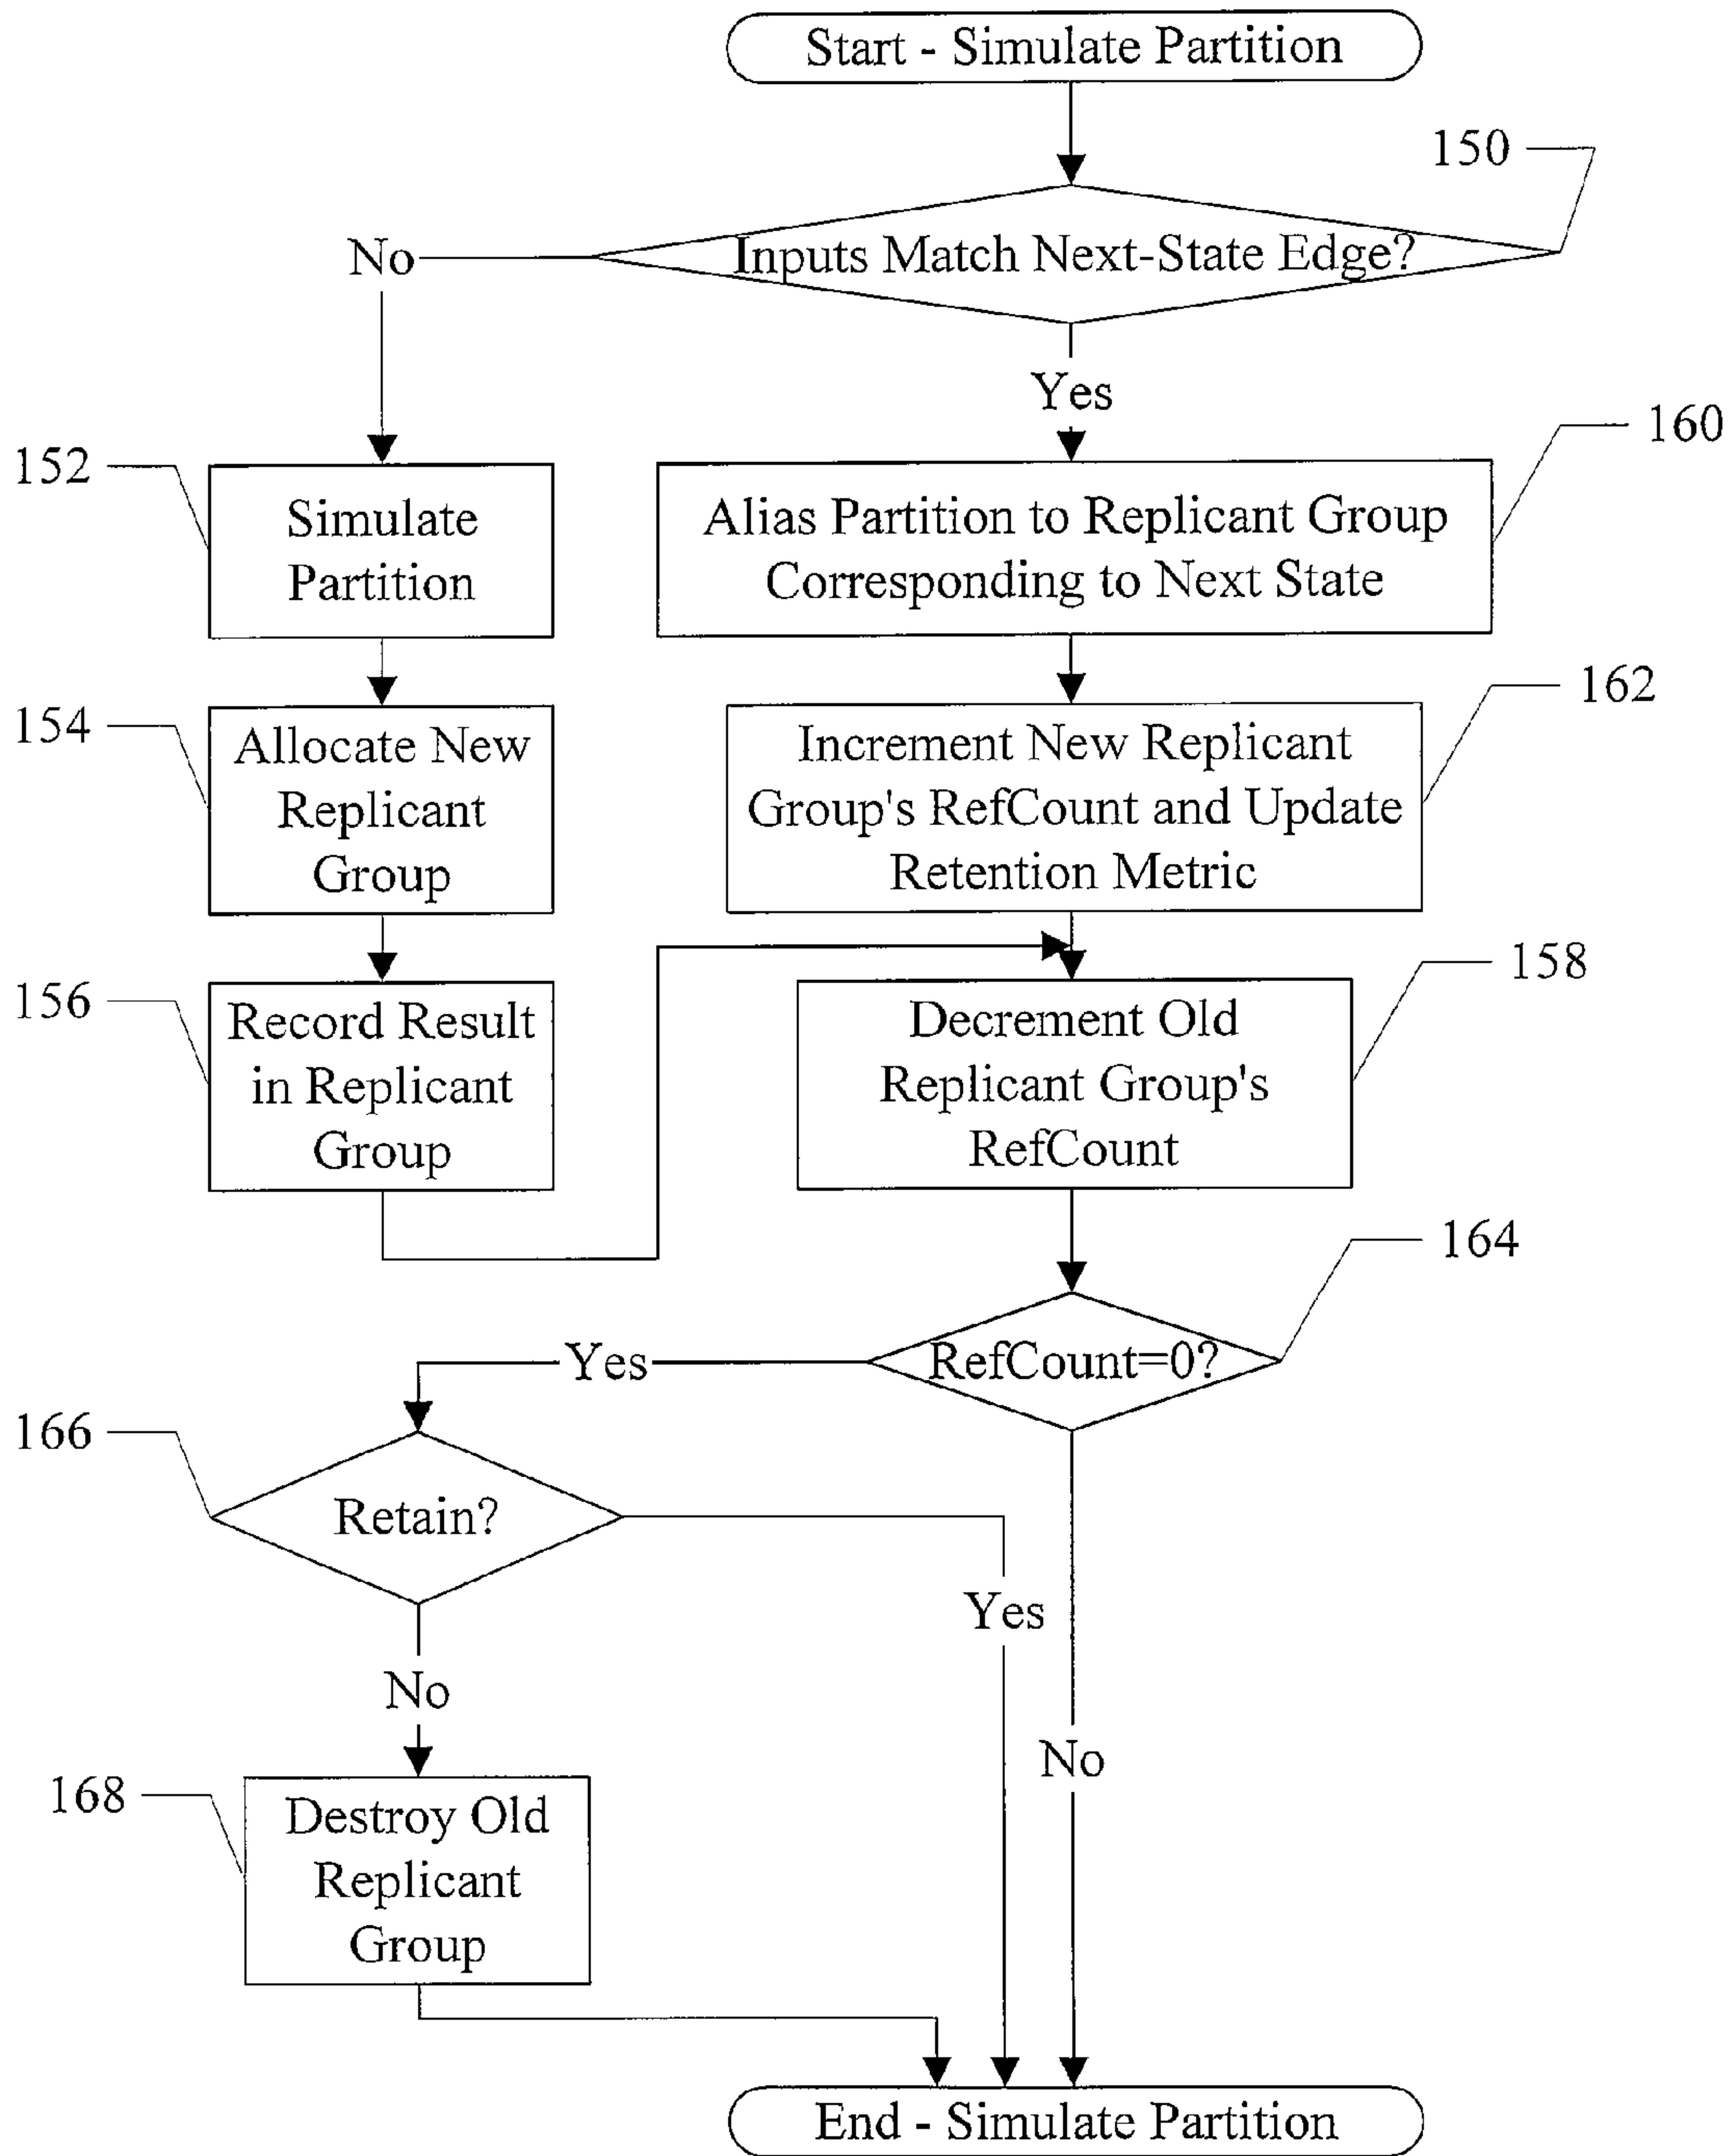 Start - Simulate Partition
150
Inputs Match Next-State Edge?
No
Yes
160
152
Simulate
Partition
Alias Partition to Replicant Group
Corresponding to Next State
162
154
Allocate New
Replicant
Group
Increment New Replicant
Group's RefCount and Update
Retention Metric
158
156
Record Result
in Replicant
Group
Decrement Old
Replicant Group's
RefCount
164
RefCount=0?
Yes
166
Retain?
Yes
No
No
168
Destroy Old
Replicant
Group
End - Simulate Partition